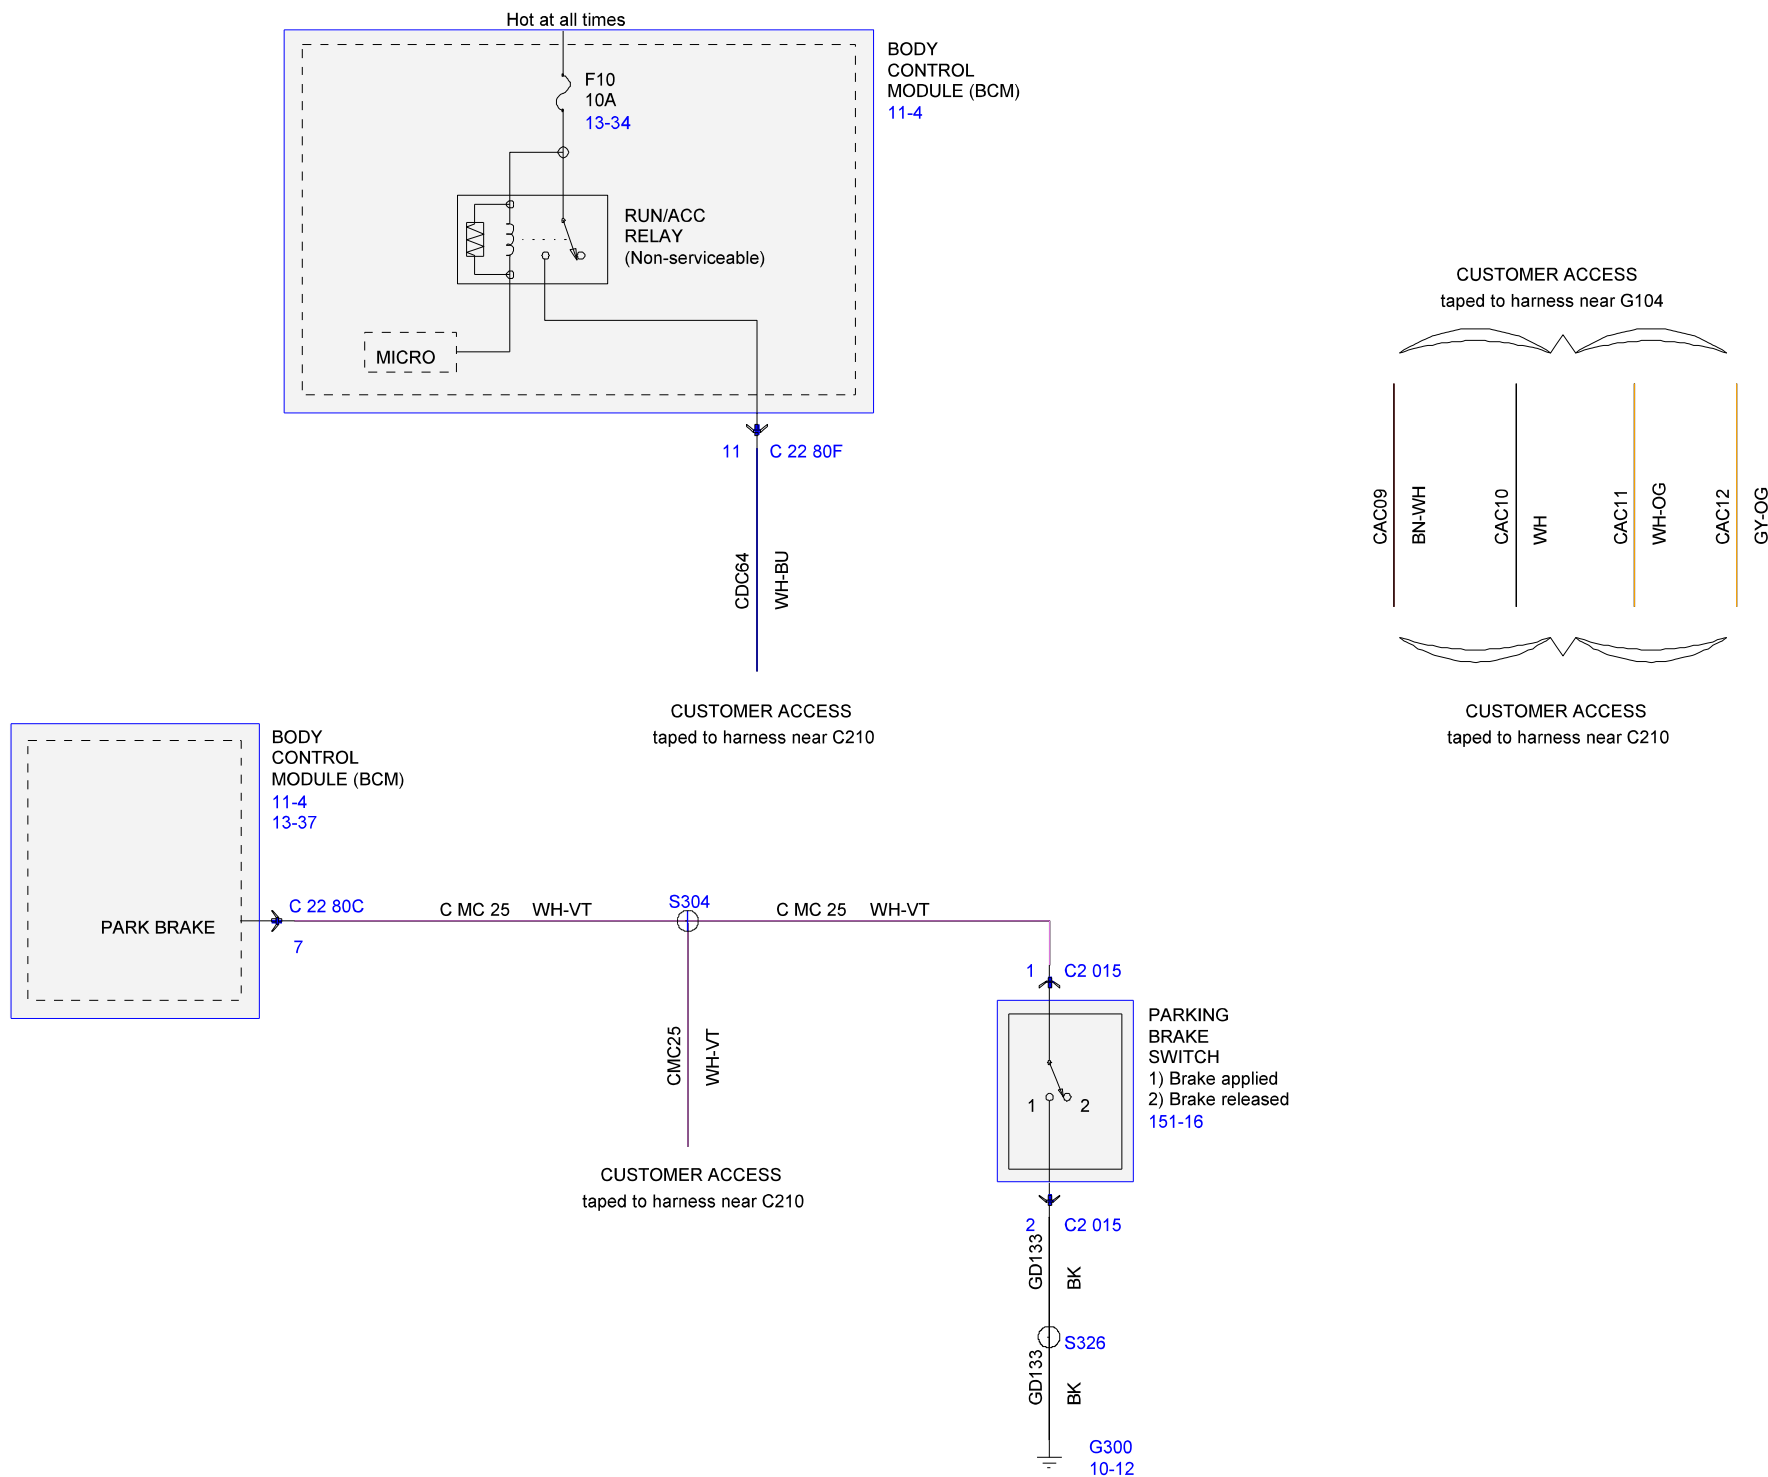 Hot at all times
BODY
CONTROL
MODULE (BCM)
11-4
F10
10A
13-34
RUN/ACC
RELAY
(Non-serviceable)
MICRO
11 C 22 80F
CDC64
WH-BU
CUSTOMER ACCESS
taped to harness near C210
CUSTOMER ACCESS
taped to harness near G104
CAC09
BN-WH
CAC10
WH
CAC11
WH-OG
CAC12
GY-OG
CUSTOMER ACCESS
taped to harness near C210
BODY
CONTROL
MODULE (BCM)
11-4
13-37
PARK BRAKE
C 22 80C
7
C MC 25 WH-VT
S304
C MC 25 WH-VT
CMC25
WH-VT
CUSTOMER ACCESS
taped to harness near C210
1 C2 015
PARKING
BRAKE
SWITCH
1) Brake applied
2) Brake released
151-16
1 2
2 C2 015
GD133
BK
S326
GD133
BK
G300
10-12